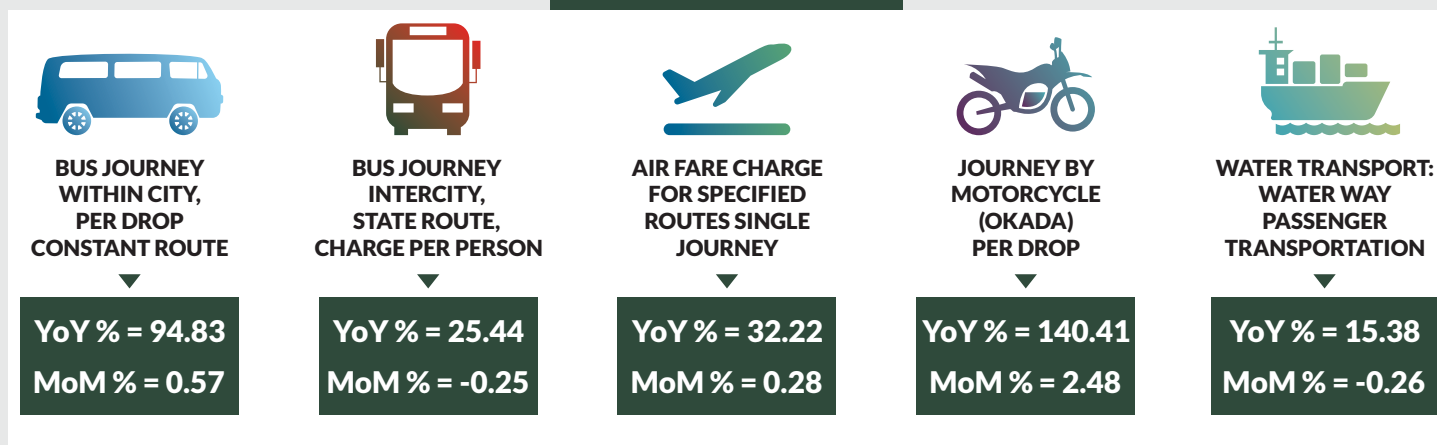 BUS JOURNEY
WITHIN CITY,
PER DROP
CONSTANT ROUTE
YoY % = 94.83
MoM % = 0.57
BUS JOURNEY
INTERCITY,
STATE ROUTE,
CHARGE PER PERSON
YoY % = 25.44
MoM % = -0.25
AIR FARE CHARGE
FOR SPECIFIED
ROUTES SINGLE
JOURNEY
YoY % = 32.22
MoM % = 0.28
JOURNEY BY
MOTORCYCLE
(OKADA)
PER DROP
YoY % = 140.41
MoM % = 2.48
WATER TRANSPORT:
WATER WAY
PASSENGER
TRANSPORTATION
YoY % = 15.38
MoM % = -0.26